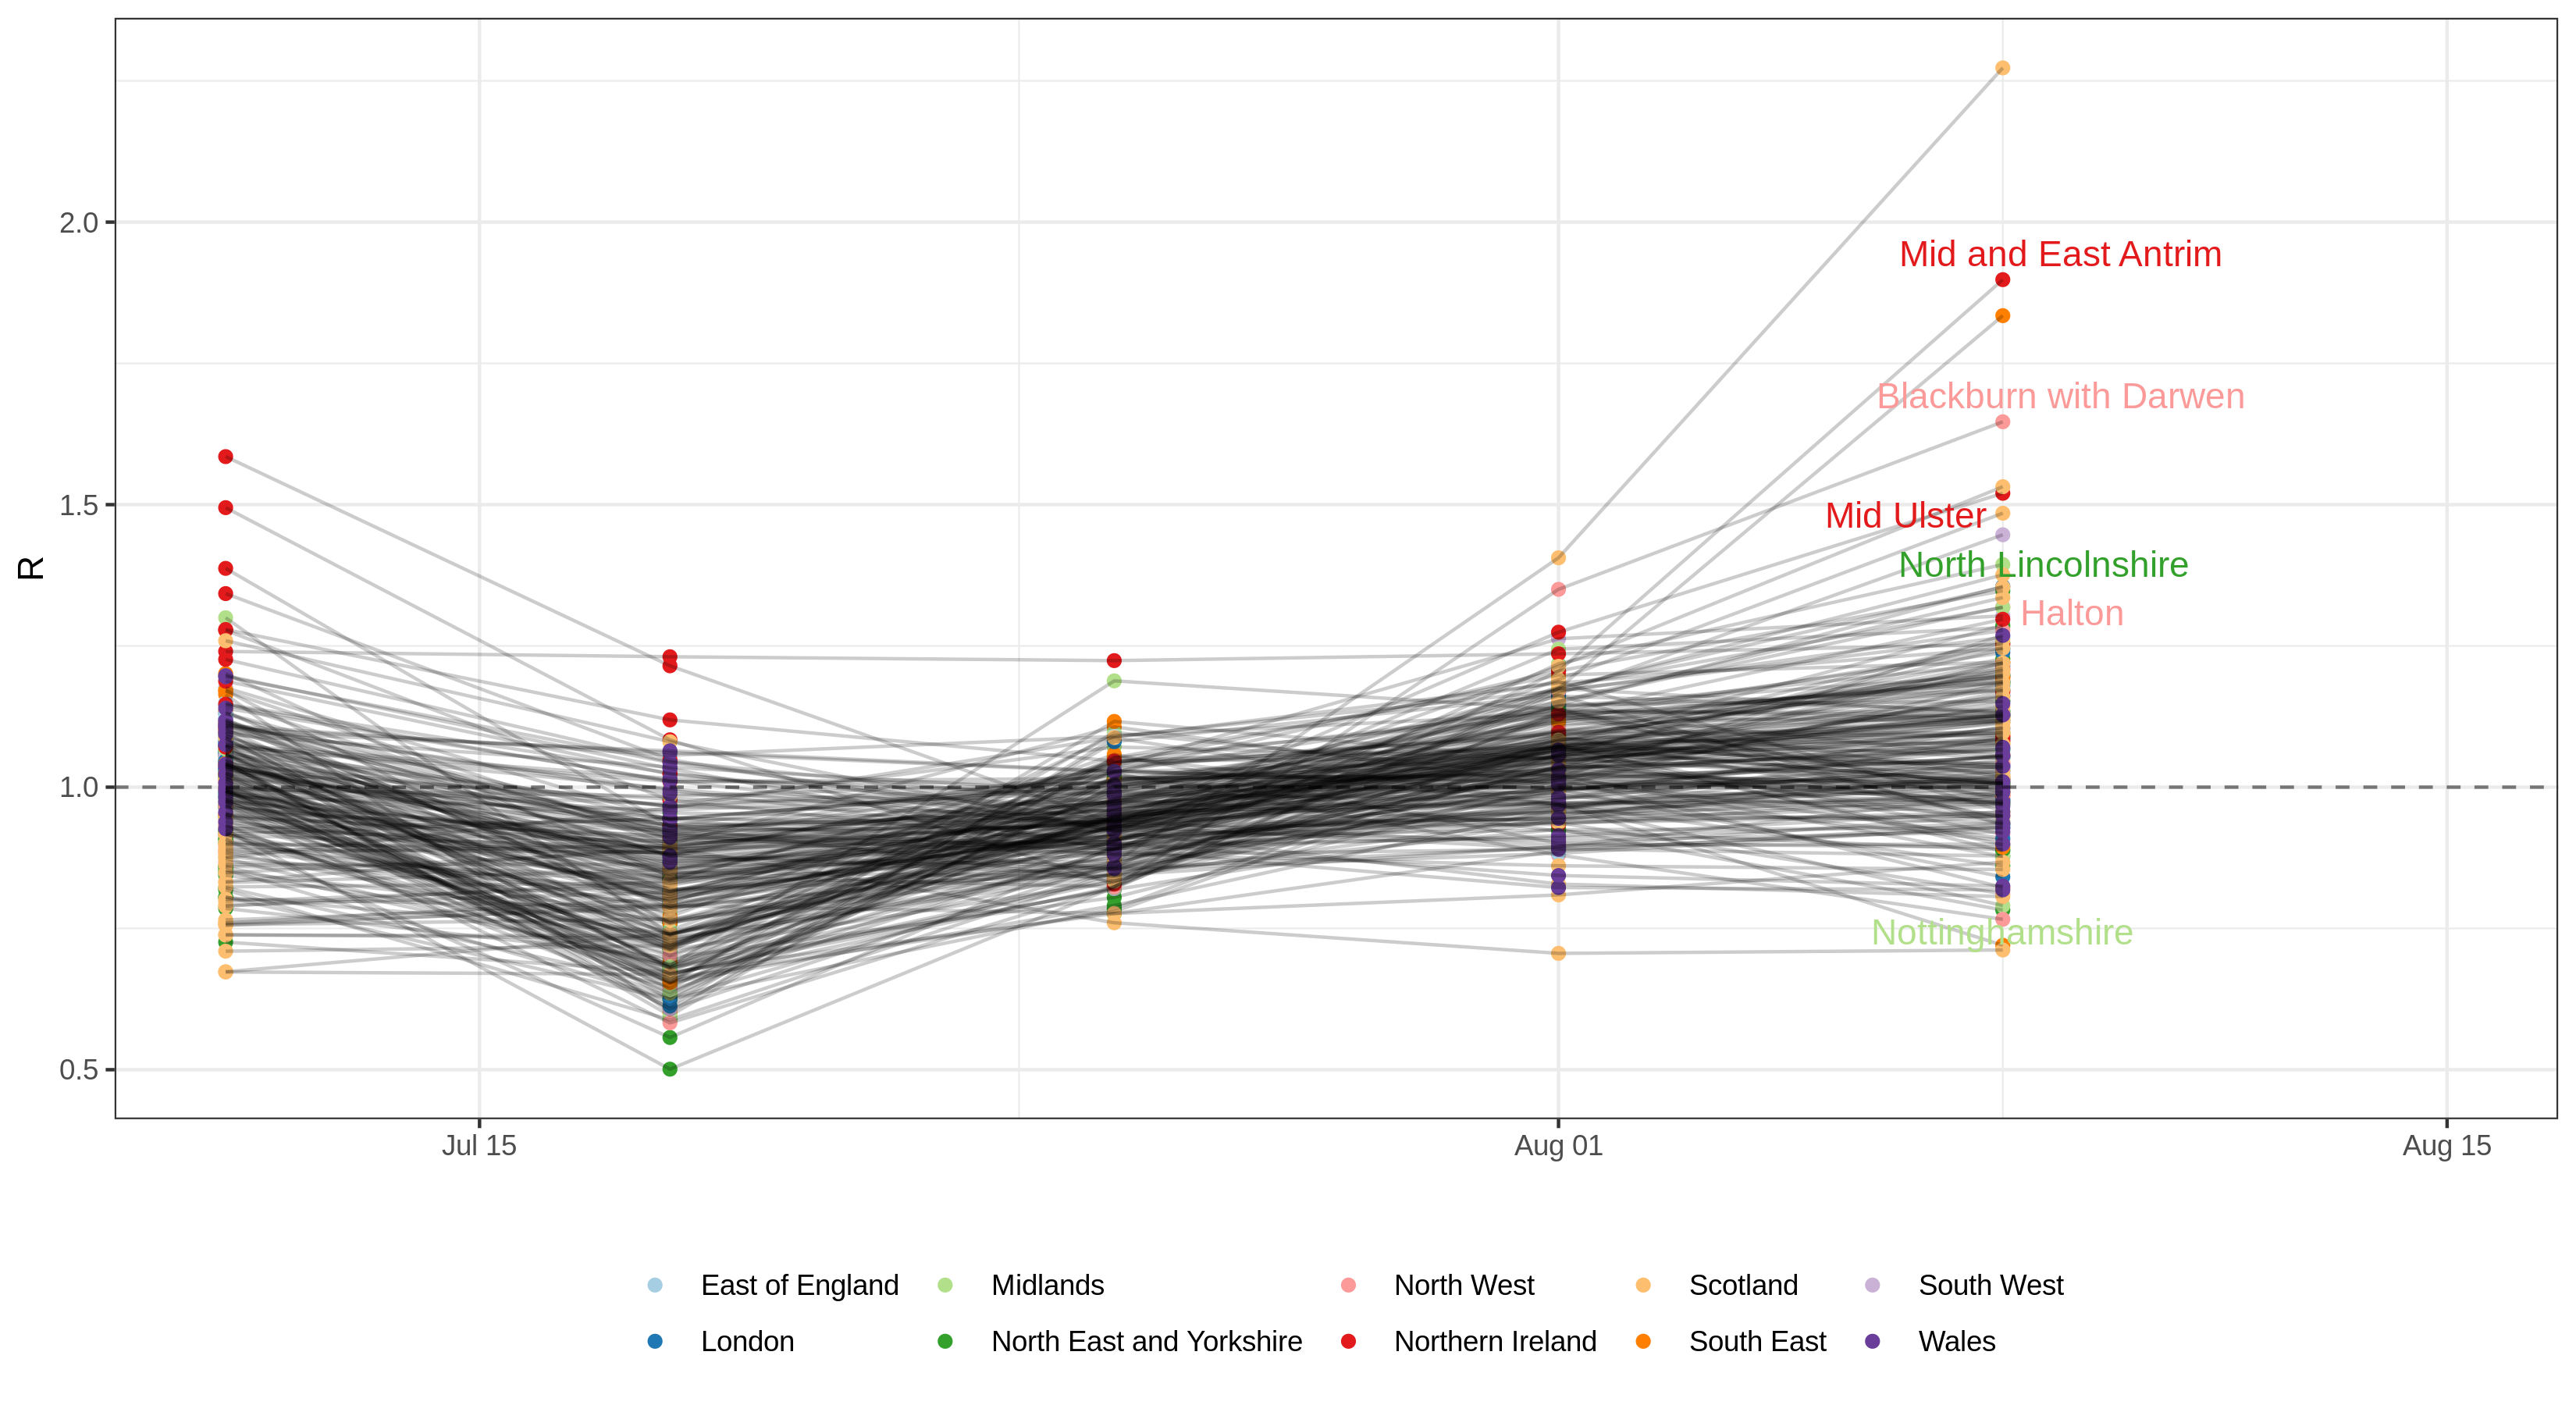 2.0
1.5
1.0
0.5
R
Mid and East Antrim
Blackburn with Darwen
Mid Ulster
North Lincolnshire
Halton
Nottinghamshire
Jul 15
Aug 01
Aug 15
East of England
Midlands
North West
Scotland
South West
London
North East and Yorkshire
Northern Ireland
South East
Wales